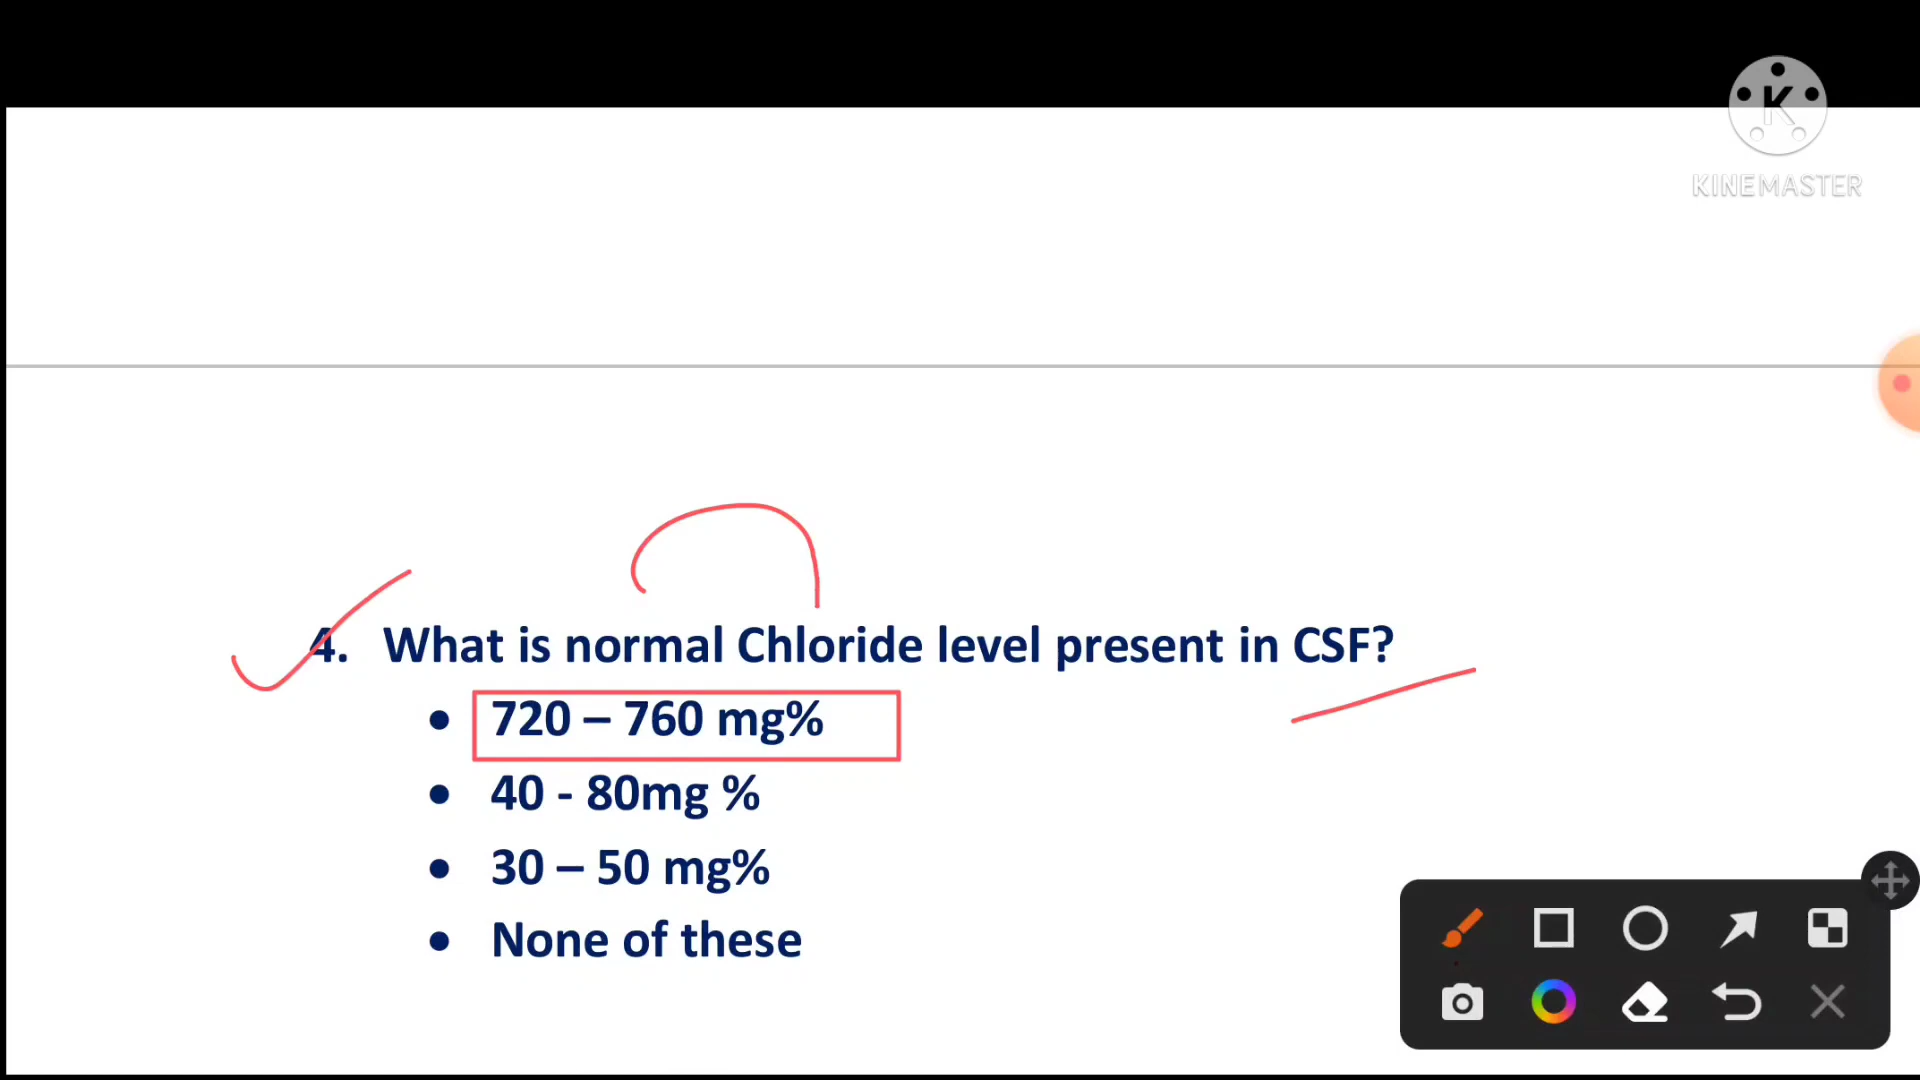 K
KINEMASTER
4. What is normal Chloride level present in CSF?
• 720 – 760 mg%
• 40 - 80mg %
• 30 – 50 mg%
• None of these